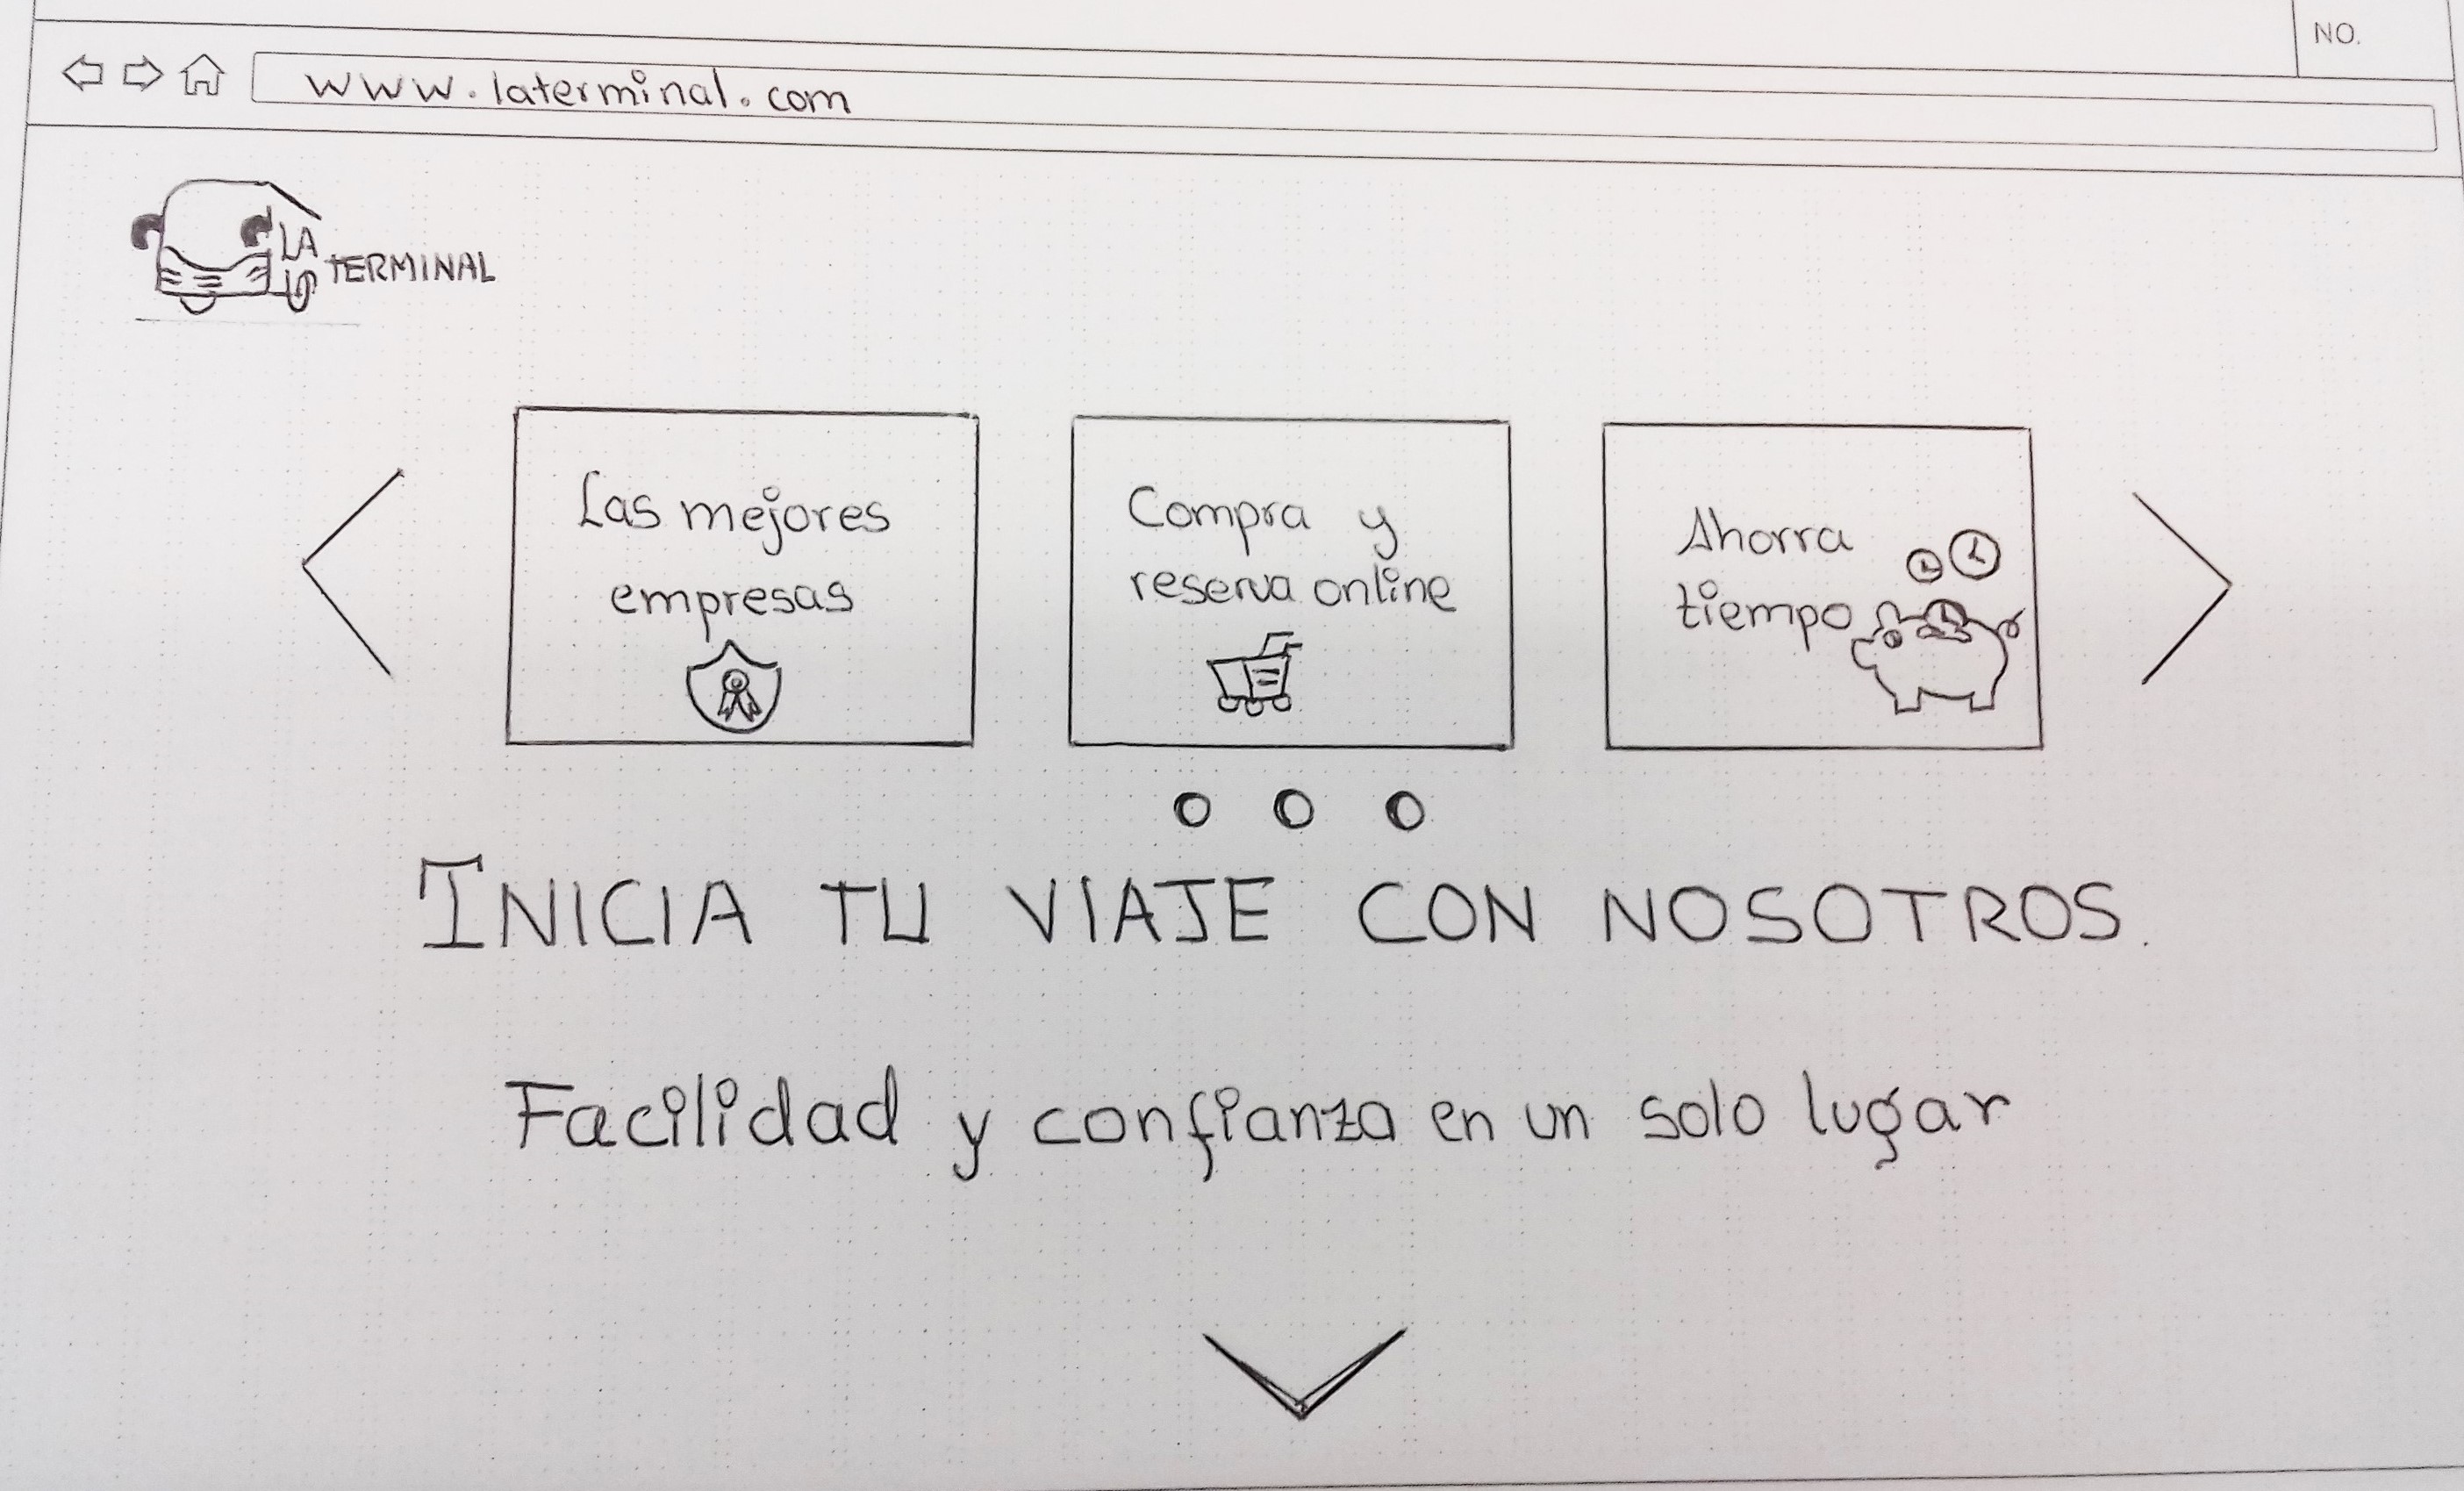 NO.
www.laterminal.com
LA
TERMINAL
Las mejores
empresas
Compra y
reserva online
Ahorra
tiempo
INICIA TU VIAJE CON NOSOTROS.
Facilidad y confianza en un solo lugar